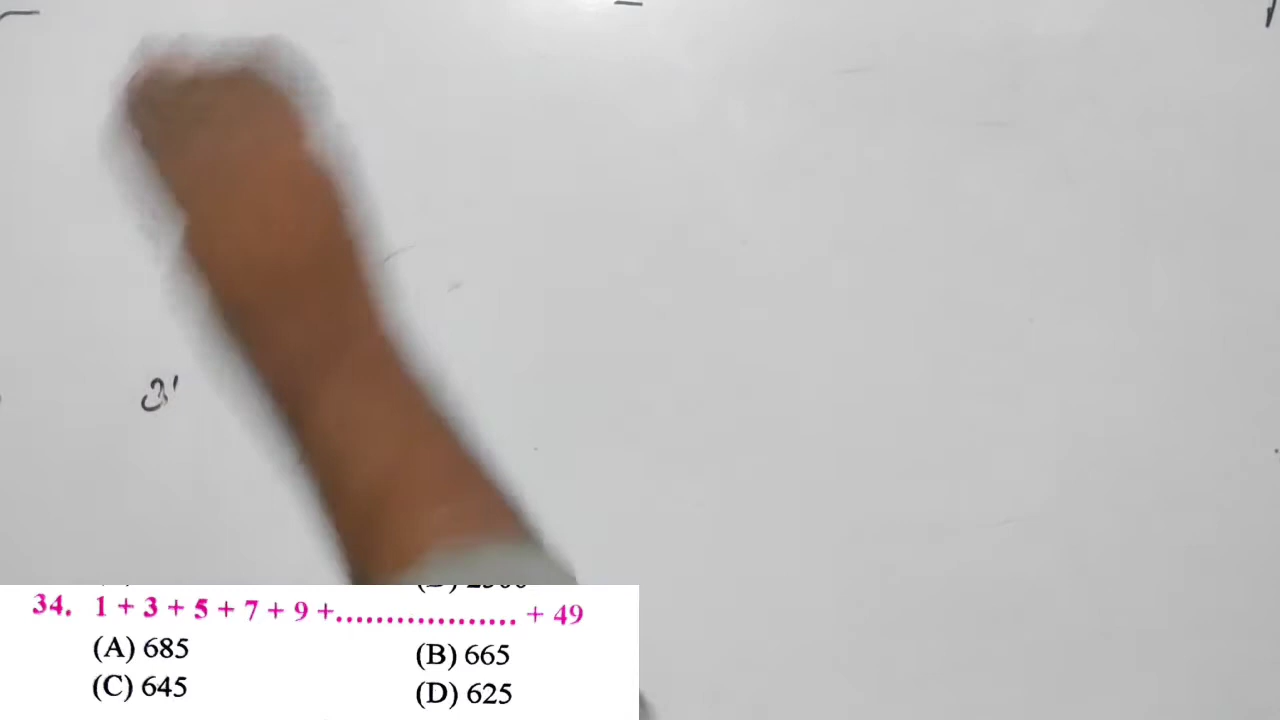 34. 1 + 3 + 5 + 7 + 9 +................... + 49
(A) 685 (B) 665
(C) 645 (D) 625